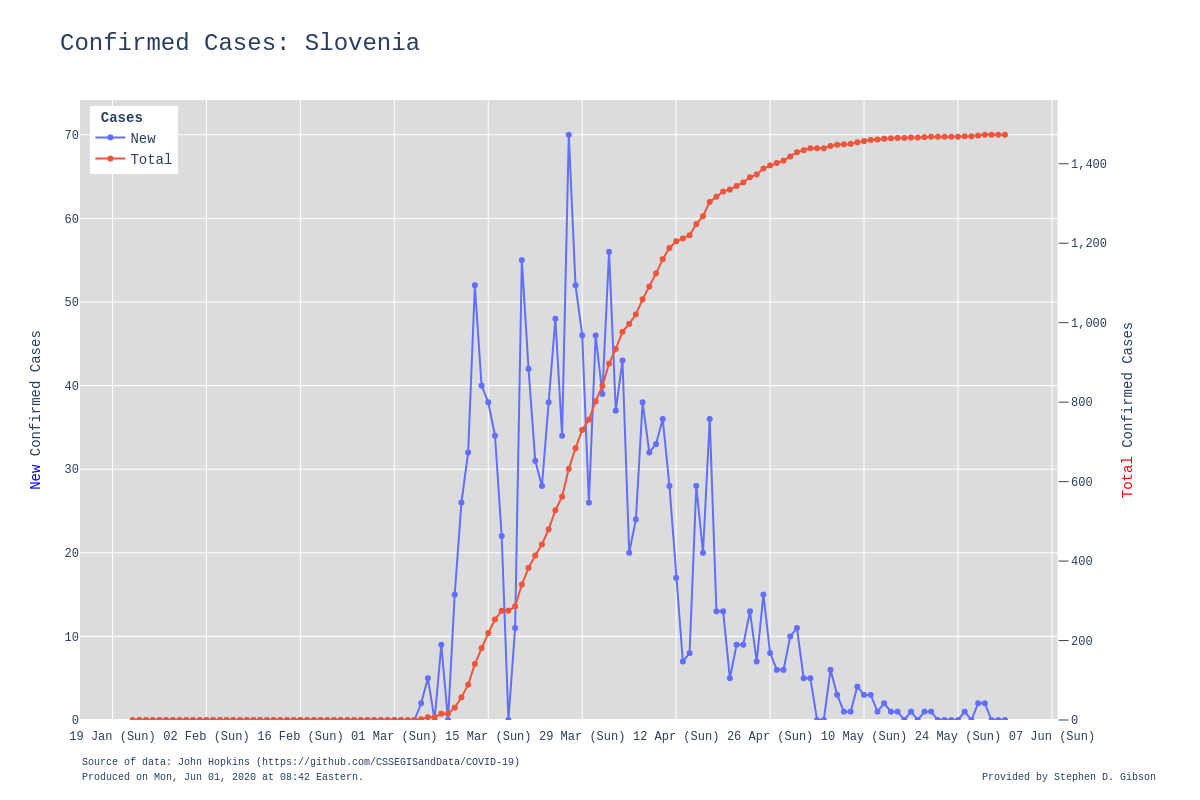 Confirmed Cases: Slovenia
Cases
New
Total
70
60
50
40
30
20
10
0
New Confirmed Cases
1,400
1,200
1,000
800
600
400
200
0
Total Confirmed Cases
19 Jan (Sun) 02 Feb (Sun) 16 Feb (Sun) 01 Mar (Sun) 15 Mar (Sun) 29 Mar (Sun) 12 Apr (Sun) 26 Apr (Sun) 10 May (Sun) 24 May (Sun) 07 Jun (Sun)
Source of data: John Hopkins (https://github.com/CSSEGISandData/COVID-19)
Produced on Mon, Jun 01, 2020 at 08:42 Eastern.
Provided by Stephen D. Gibson